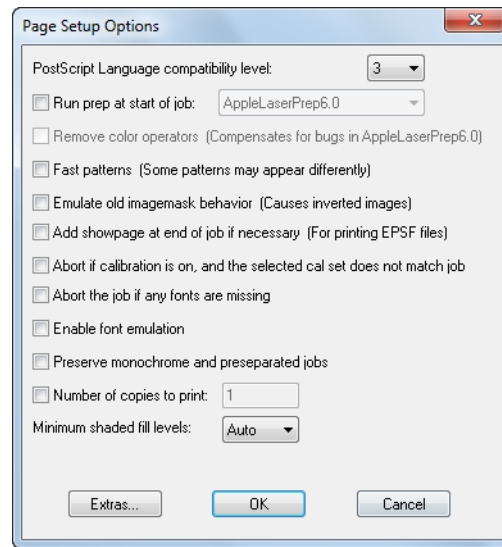 Page Setup Options
PostScript Language compatibility level: 3
Run prep at start of job: AppleLaserPrep6.0
Remove color operators (Compensates for bugs in AppleLaserPrep6.0)
Fast patterns (Some patterns may appear differently)
Emulate old imagemask behavior (Causes inverted images)
Add showpage at end of job if necessary (For printing EPSF files)
Abort if calibration is on, and the selected cal set does not match job
Abort the job if any fonts are missing
Enable font emulation
Preserve monochrome and preseparated jobs
Number of copies to print: 1
Minimum shaded fill levels: Auto
Extras... OK Cancel